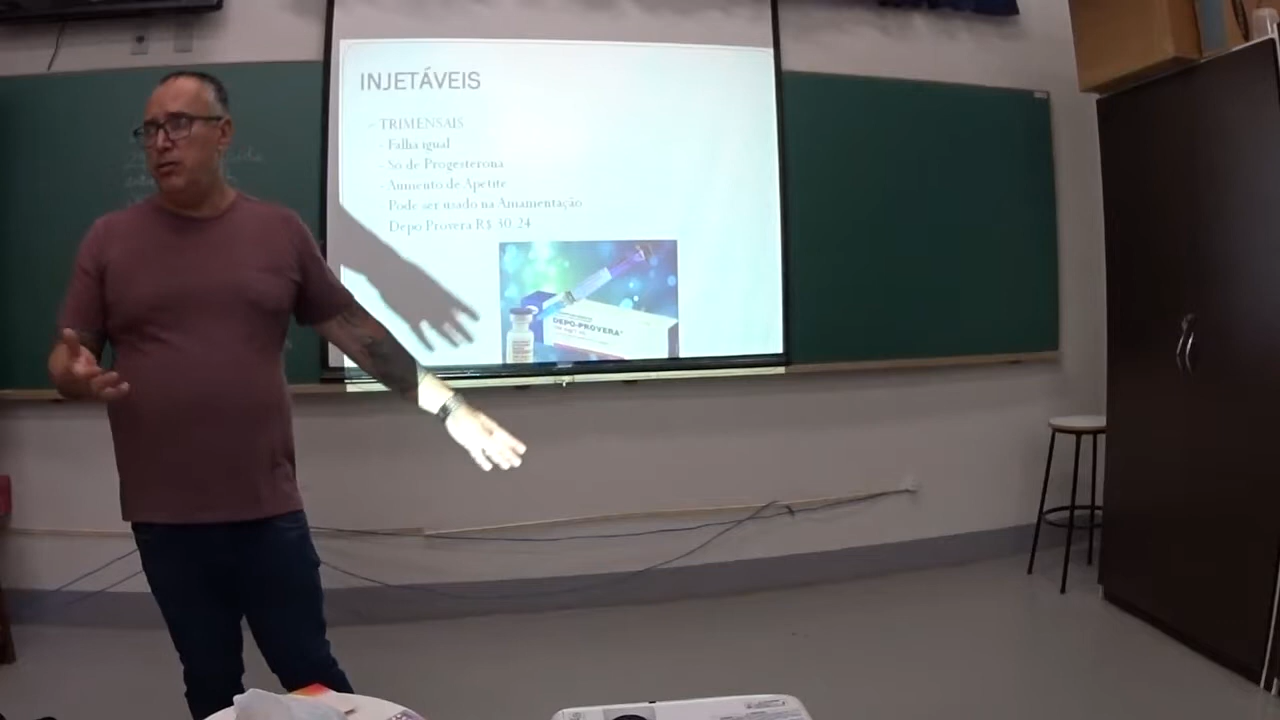 INJETÁVEIS
- TRIMENSAIS
- Falha igual
- Só de Progesterona
- Aumento de Apetite
Pode ser usado na Amamentação
Depo Provera R$ 30,24
DEPO-PROVERA